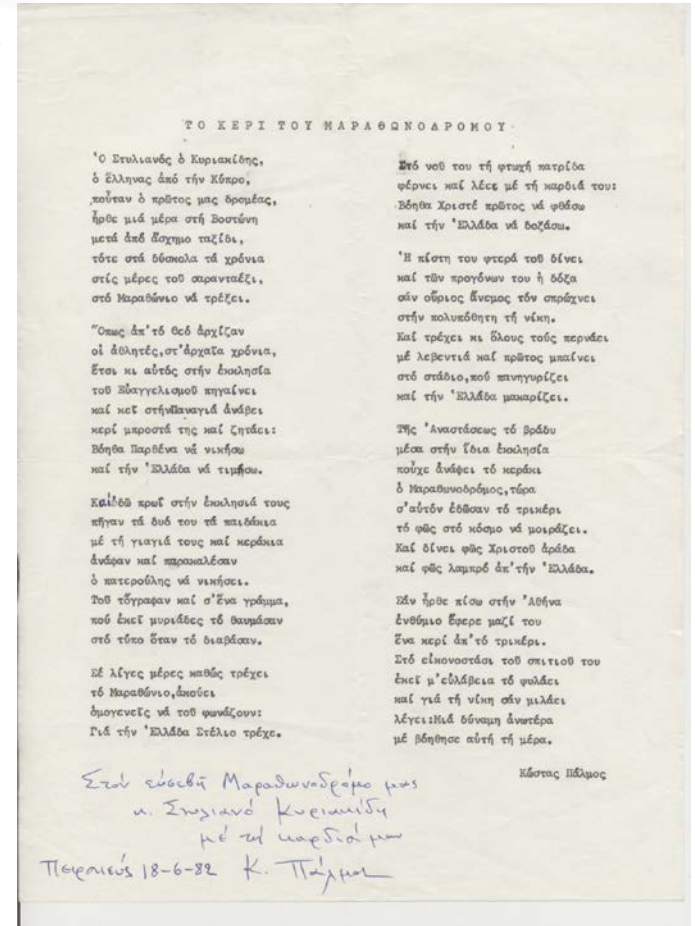 ΤΟ ΚΕΡΙ ΤΟΥ ΜΑΡΑΘΩΝΟΔΡΟΜΟΥ
Ὁ Στυλιανός ὁ Κυριακίδης,
ὁ ἕλληνας ἀπό τήν Κύπρο,
ποὖταν ὁ πρῶτος μας δρομέας,
ἦρθε μιά μέρα στή Βοστώνη
μετά ἀπό ἄσχημο ταξίδι,
τότε στά δύσκολα τά χρόνια
στίς μέρες τοῦ σαρανταέξι,
στό Μαραθώνιο νά τρέξει.

Ὅπως ἀπ'τό θεό ἀρχίζαν
οἱ ἀθλητές,στ'ἀρχαῖα χρόνια,
ἔτσι κι αὐτός στήν ἐκκλησία
τοῦ Εὐαγγελισμοῦ πηγαίνει
καί κεῖ στήνΠαναγιά ἀνάβει
κερί μπροστά της καί ζητάει:
Βόηθα Παρθένα νά νικήσω
καί τήν Ἑλλάδα νά τιμήσω.

Καί δῶ πρωΐ στήν ἐκκλησιά τους
πῆγαν τά δυό του τά παιδάκια
μέ τή γιαγιά τους καί κεράκια
ἀνάψαν καί παρακαλέσαν
ὁ πατερούλης νά νικήσει.
Τοῦ τὄγραψαν καί σ'ἕνα γράμμα,
πού ἐκεῖ μυριάδες τό θαυμάσαν
στό τύπο ὅταν τό διαβάσαν.

Σέ λίγες μέρες καθώς τρέχει
τό Μαραθώνιο,ἀκούει
ὁμογενεῖς νά τοῦ φωνάζουν:
Γιά τήν Ἑλλάδα Στέλιο τρέχε.

Στό νοῦ του τή φτωχή πατρίδα
φέρνει καί λέει μέ τή καρδιά του:
Βόηθα Χριστέ πρῶτος νά φθάσω
καί τήν Ἑλλάδα νά δοξάσω.

Ἡ πίστη του φτερά τοῦ δίνει
καί τῶν προγόνων του ἡ δόξα
σάν οὔριος ἄνεμος τόν σπρώχνει
στήν πολυπόθητη τή νίκη.
Καί τρέχει κι ὅλους τούς περνάει
μέ λεβεντιά καί πρῶτος μπαίνει
στό στάδιο,πού πανηγυρίζει
καί τήν Ἑλλάδα μακαρίζει.

Τῆς Ἀναστάσεως τό βράδυ
μέσα στήν ἴδια ἐκκλησία
ποὖχε ἀνάψει τό κεράκι
ὁ Μαραθωνοδρόμος,τώρα
σ'αὐτόν ἐδῶσαν τό τρικέρι
τό φῶς στό κόσμο νά μοιράζει.
Καί δίνει φῶς Χριστοῦ ἀράδα
καί φῶς λαμπρό ἀπ'τήν Ἑλλάδα.

Σάν ἦρθε πίσω στήν Ἀθήνα
ἐνθύμιο ἔφερε μαζί του
ἕνα κερί ἀπ'τό τρικέρι.
Στό εἰκονοστάσι τοῦ σπιτιοῦ του
ἐκεῖ μ'εὐλάβεια τό φυλάει
καί γιά τή νίκη σάν μιλάει
λέγει:Μιά δύναμη ἀνωτέρα
μέ βόηθησε αὐτή τή μέρα.

Κώστας Πάλμος

Στόν εὐσεβῆ Μαραθωνοδρόμο μας
κ. Στυλιανό Κυριακίδη
μέ τή καρδιά μου
Πειραιεύς 18-6-82 Κ. Πάλμος